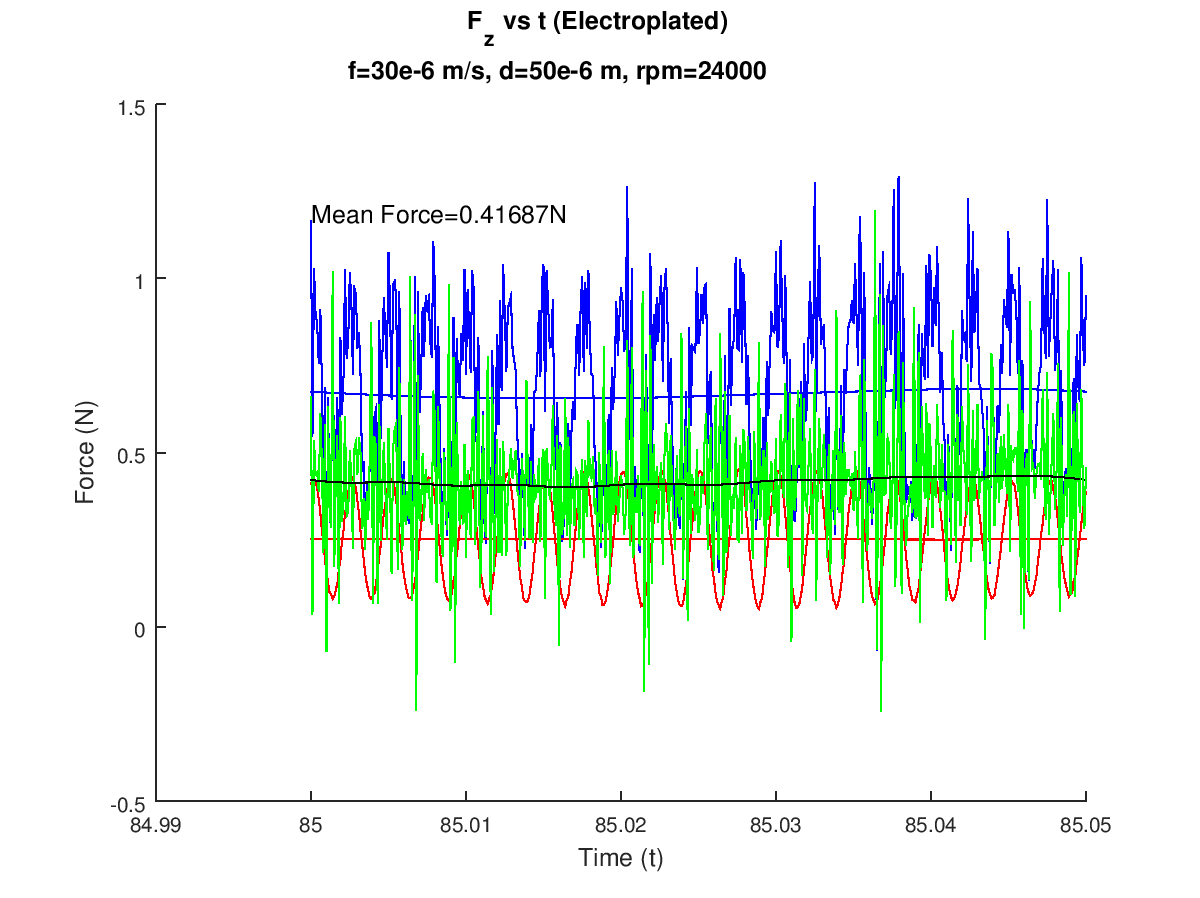 F_z vs t (Electroplated)
f=30e-6 m/s, d=50e-6 m, rpm=24000
1.5
1
0.5
0
-0.5
Force (N)
Mean Force=0.41687N
84.99 85 85.01 85.02 85.03 85.04 85.05
Time (t)